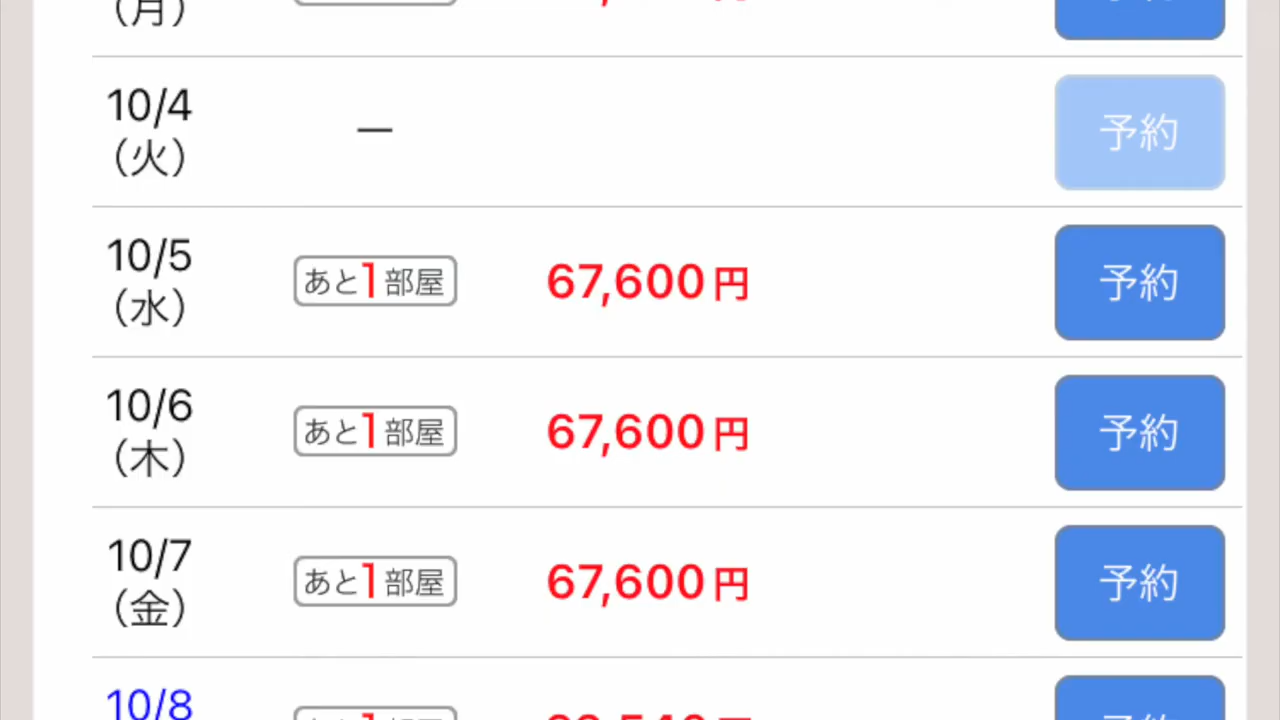 （月）
10/4
（火）
—
予約
10/5
（水）
あと1部屋
67,600円
予約
10/6
（木）
あと1部屋
67,600円
予約
10/7
（金）
あと1部屋
67,600円
予約
10/8